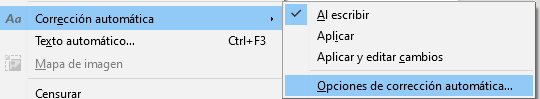 Aa Corrección automática
Texto automático... Ctrl+F3
Mapa de imagen
Censurar
Al escribir
Aplicar
Aplicar y editar cambios
Opciones de corrección automática...